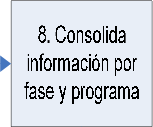 8. Consolida
información por
fase y programa